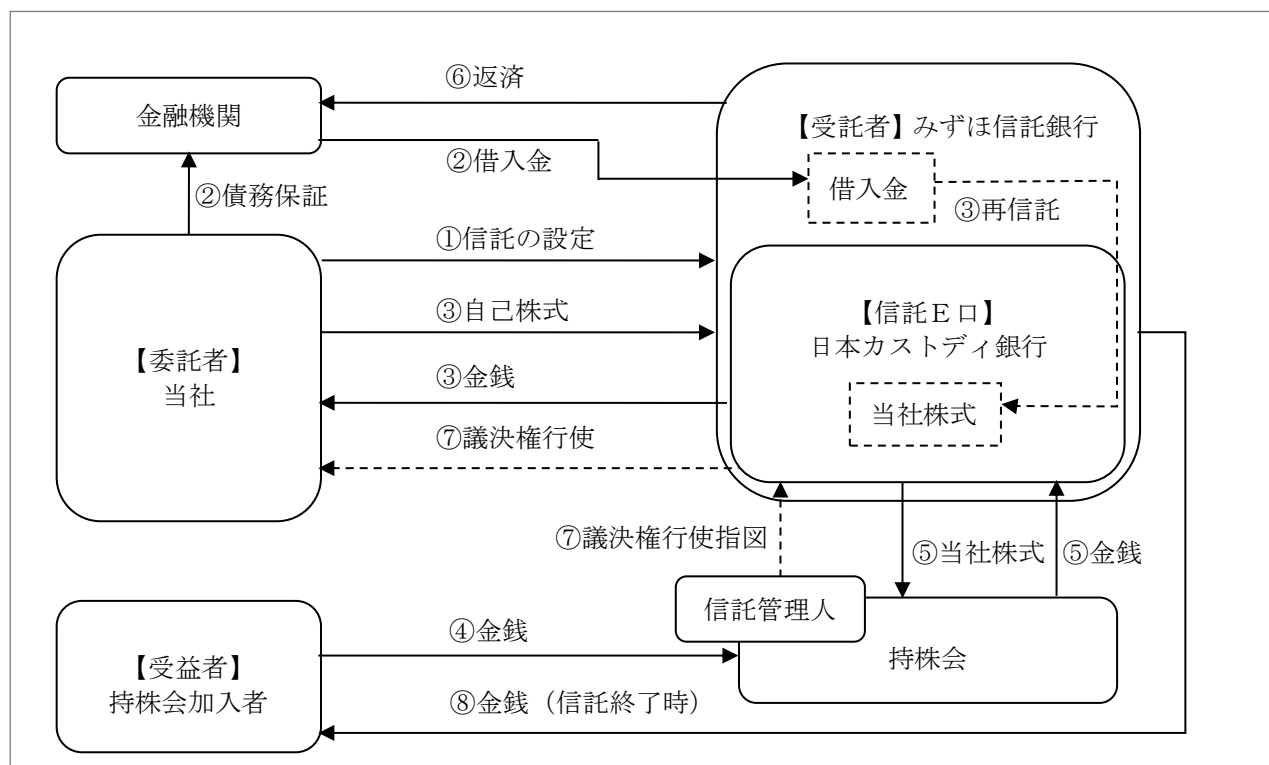 ⑥返済
金融機関
【受託者】みずほ信託銀行
②借入金
借入金
②債務保証
③再信託
①信託の設定
③自己株式
【信託Ｅ口】
日本カストディ銀行
【委託者】
当社
③金銭
当社株式
⑦議決権行使
⑦議決権行使指図
⑤当社株式
⑤金銭
信託管理人
④金銭
持株会
【受益者】
持株会加入者
⑧金銭（信託終了時）